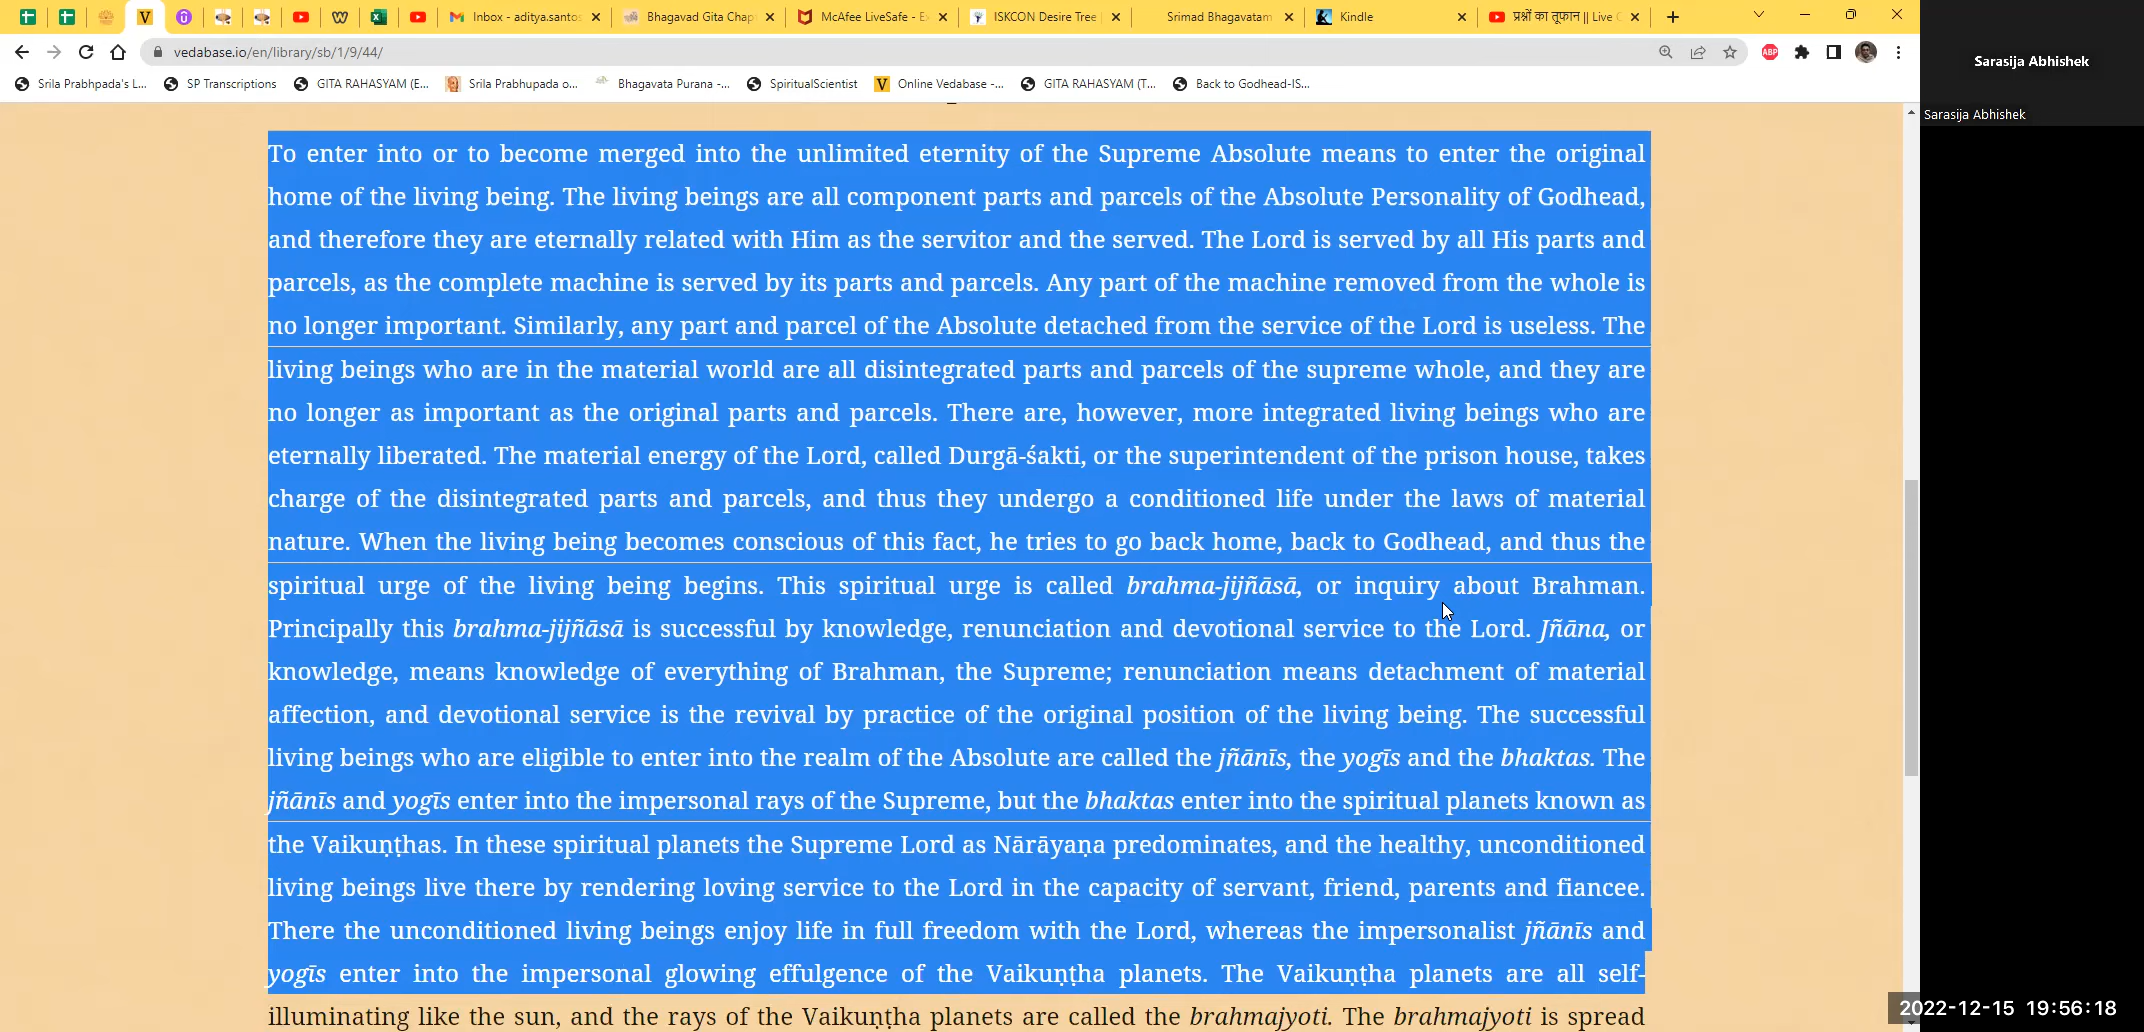 Inbox - aditya.santos
Bhagavad Gita Chap
McAfee LiveSafe - E
ISKCON Desire Tree
Srimad Bhagavatam
Kindle
प्रश्नों का तूफान || Live
vedabase.io/en/library/sb/1/9/44/
ABP
Srila Prabhpada's L...
SP Transcriptions
GITA RAHASYAM (E...
Srila Prabhupada o...
Bhagavata Purana -...
SpiritualScientist
Online Vedabase -...
GITA RAHASYAM (T...
Back to Godhead-IS...
Sarasija Abhishek
Sarasija Abhishek
To enter into or to become merged into the unlimited eternity of the Supreme Absolute means to enter the original
home of the living being. The living beings are all component parts and parcels of the Absolute Personality of Godhead,
and therefore they are eternally related with Him as the servitor and the served. The Lord is served by all His parts and
parcels, as the complete machine is served by its parts and parcels. Any part of the machine removed from the whole is
no longer important. Similarly, any part and parcel of the Absolute detached from the service of the Lord is useless. The
living beings who are in the material world are all disintegrated parts and parcels of the supreme whole, and they are
no longer as important as the original parts and parcels. There are, however, more integrated living beings who are
eternally liberated. The material energy of the Lord, called Durgā-śakti, or the superintendent of the prison house, takes
charge of the disintegrated parts and parcels, and thus they undergo a conditioned life under the laws of material
nature. When the living being becomes conscious of this fact, he tries to go back home, back to Godhead, and thus the
spiritual urge of the living being begins. This spiritual urge is called brahma-jijñāsā, or inquiry about Brahman.
Principally this brahma-jijñāsā is successful by knowledge, renunciation and devotional service to the Lord. Jñāna, or
knowledge, means knowledge of everything of Brahman, the Supreme; renunciation means detachment of material
affection, and devotional service is the revival by practice of the original position of the living being. The successful
living beings who are eligible to enter into the realm of the Absolute are called the jñānīs, the yogīs and the bhaktas. The
jñānīs and yogīs enter into the impersonal rays of the Supreme, but the bhaktas enter into the spiritual planets known as
the Vaikuṇṭhas. In these spiritual planets the Supreme Lord as Nārāyaṇa predominates, and the healthy, unconditioned
living beings live there by rendering loving service to the Lord in the capacity of servant, friend, parents and fiancee.
There the unconditioned living beings enjoy life in full freedom with the Lord, whereas the impersonalist jñānīs and
yogīs enter into the impersonal glowing effulgence of the Vaikuṇṭha planets. The Vaikuṇṭha planets are all self-
illuminating like the sun, and the rays of the Vaikuṇṭha planets are called the brahmajyoti. The brahmajyoti is spread
2022-12-15 19:56:18